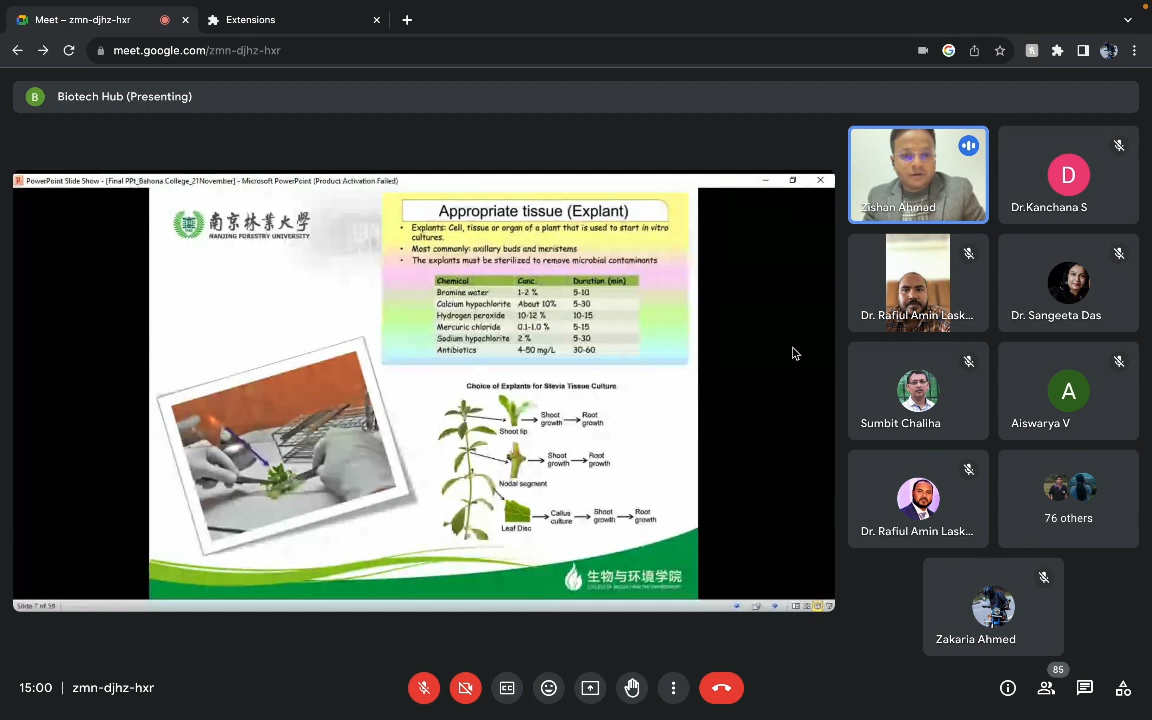 Meet – zmn-djhz-hxr
Extensions
meet.google.com/zmn-djhz-hxr
B
Biotech Hub (Presenting)
PowerPoint Slide Show - [Final PPt_Bahona College_21November] - Microsoft PowerPoint (Product Activation Failed)
南京林業大學
NANJING FORESTRY UNIVERSITY
Appropriate tissue (Explant)
• Explants: Cell, tissue or organ of a plant that is used to start in vitro
cultures.
• Most commonly: axillary buds and meristems
• The explants must be sterilized to remove microbial contaminants
Chemical Conc. Duration (min)
Bromine water 1-2 % 5-10
Calcium hypochlorite About 10% 5-30
Hydrogen peroxide 10-12 % 10-15
Mercuric chloride 0.1-1.0 % 5-15
Sodium hypochlorite 2 % 5-30
Antibiotics 4-50 mg/L 30-60
Choice of Explants for Stevia Tissue Culture
Shoot tip
Shoot growth
Root growth
Nodal segment
Shoot growth
Root growth
Leaf Disc
Callus culture
Shoot growth
Root growth
生物与环境学院
Slide 7 of 59
Zishan Ahmad
D
Dr.Kanchana S
Dr. Rafiul Amin Lask...
Dr. Sangeeta Das
Sumbit Chaliha
A
Aiswarya V
Dr. Rafiul Amin Lask...
76 others
Zakaria Ahmed
15:00 | zmn-djhz-hxr
85